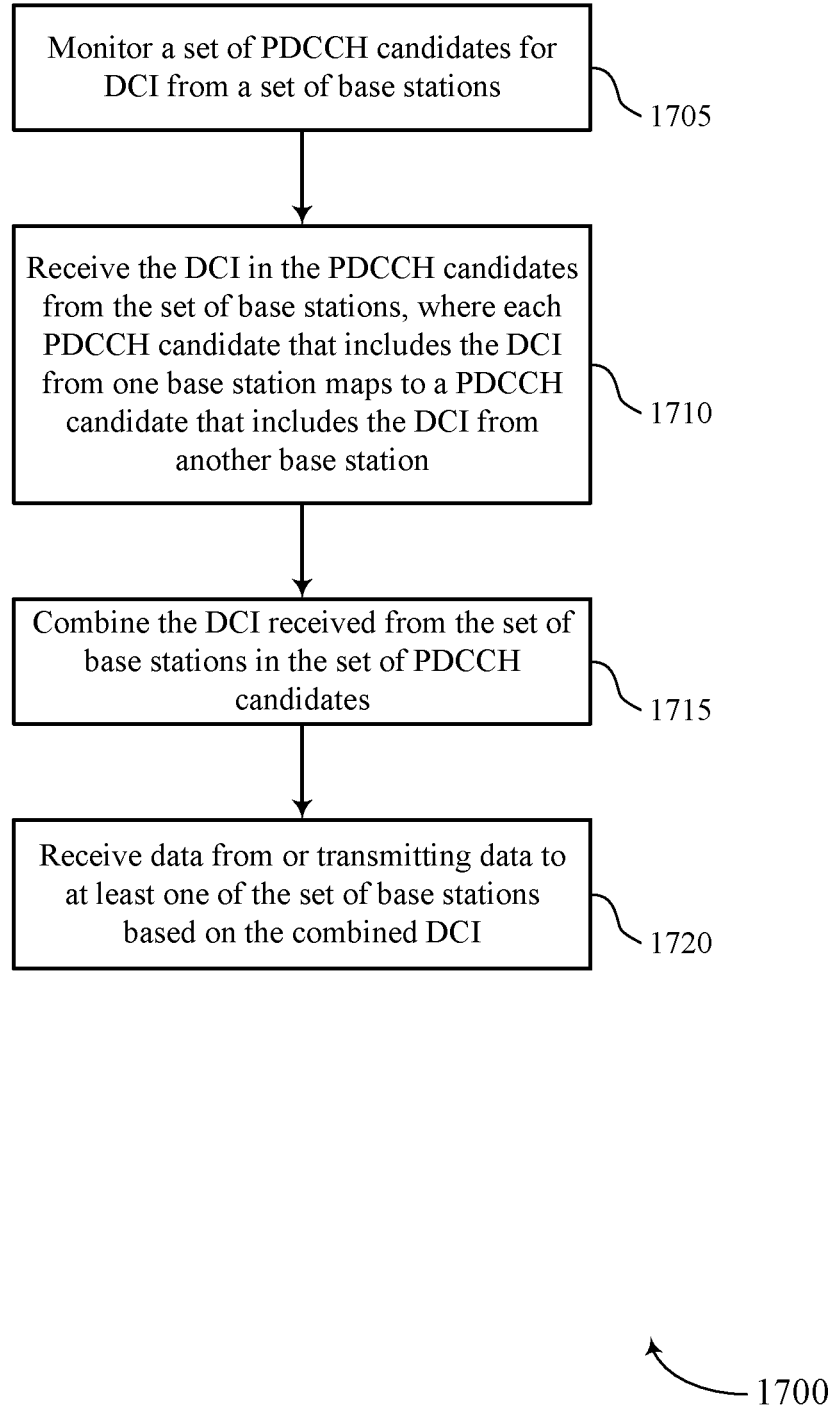 Monitor a set of PDCCH candidates for
DCI from a set of base stations
1705
Receive the DCI in the PDCCH candidates
from the set of base stations, where each
PDCCH candidate that includes the DCI
from one base station maps to a PDCCH
candidate that includes the DCI from
another base station
1710
Combine the DCI received from the set of
base stations in the set of PDCCH
candidates
1715
Receive data from or transmitting data to
at least one of the set of base stations
based on the combined DCI
1720
1700